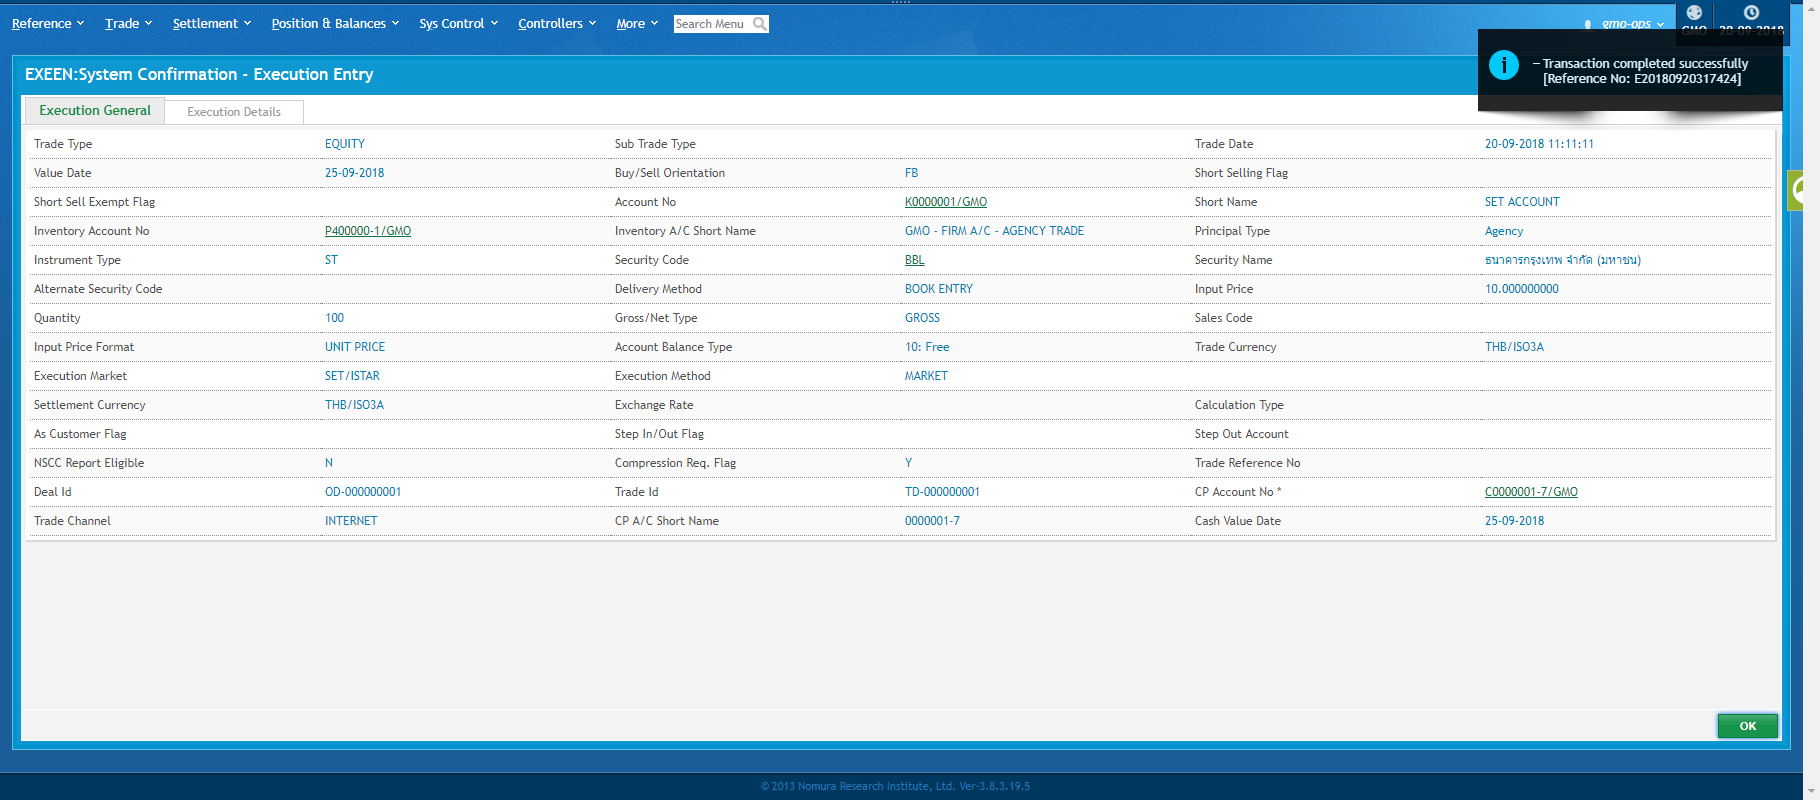 Reference Trade Settlement Position & Balances Sys Control Controllers More Search Menu gmo-ops GMO 20-09-2018
EXEEN:System Confirmation - Execution Entry
– Transaction completed successfully
[Reference No: E20180920317424]
Execution General Execution Details
Trade Type EQUITY Sub Trade Type Trade Date 20-09-2018 11:11:11
Value Date 25-09-2018 Buy/Sell Orientation FB Short Selling Flag
Short Sell Exempt Flag Account No K0000001/GMO Short Name SET ACCOUNT
Inventory Account No P400000-1/GMO Inventory A/C Short Name GMO - FIRM A/C - AGENCY TRADE Principal Type Agency
Instrument Type ST Security Code BBL Security Name ธนาคารกรุงเทพ จำกัด (มหาชน)
Alternate Security Code Delivery Method BOOK ENTRY Input Price 10.000000000
Quantity 100 Gross/Net Type GROSS Sales Code
Input Price Format UNIT PRICE Account Balance Type 10: Free Trade Currency THB/ISO3A
Execution Market SET/ISTAR Execution Method MARKET
Settlement Currency THB/ISO3A Exchange Rate Calculation Type
As Customer Flag Step In/Out Flag Step Out Account
NSCC Report Eligible N Compression Req. Flag Y Trade Reference No
Deal Id OD-000000001 Trade Id TD-000000001 CP Account No * C0000001-7/GMO
Trade Channel INTERNET CP A/C Short Name 0000001-7 Cash Value Date 25-09-2018
OK
© 2013 Nomura Research Institute, Ltd. Ver-3.8.3.19.5